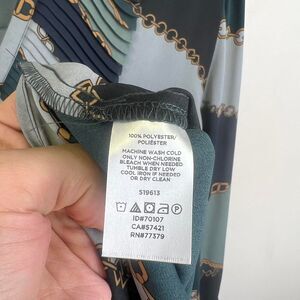 100% POLYESTER/
POLIÉSTER
MACHINE WASH COLD
ONLY NON-CHLORINE
BLEACH WHEN NEEDED
TUMBLE DRY LOW
COOL IRON IF NEEDED
OR DRY CLEAN
S19613
ID#70107
CA#57421
RN#77379